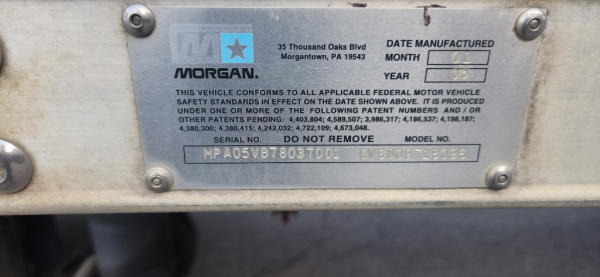 M
35 Thousand Oaks Blvd
Morgantown, PA 19543
DATE MANUFACTURED
MONTH 01
YEAR
MORGAN.
THIS VEHICLE CONFORMS TO ALL APPLICABLE FEDERAL MOTOR VEHICLE
SAFETY STANDARDS IN EFFECT ON THE DATE SHOWN ABOVE. IT IS PRODUCED
UNDER ONE OR MORE OF THE FOLLOWING PATENT NUMBERS AND/OR
OTHER PATENTS PENDING: 4,403,804; 4,589,507; 3,986,317; 4,186,537; 4,198,187;
4,380,300; 4,380,415; 4,242,032; 4,722,109; 4,673,048.
SERIAL NO. DO NOT REMOVE MODEL NO.
MPA05VB78037001